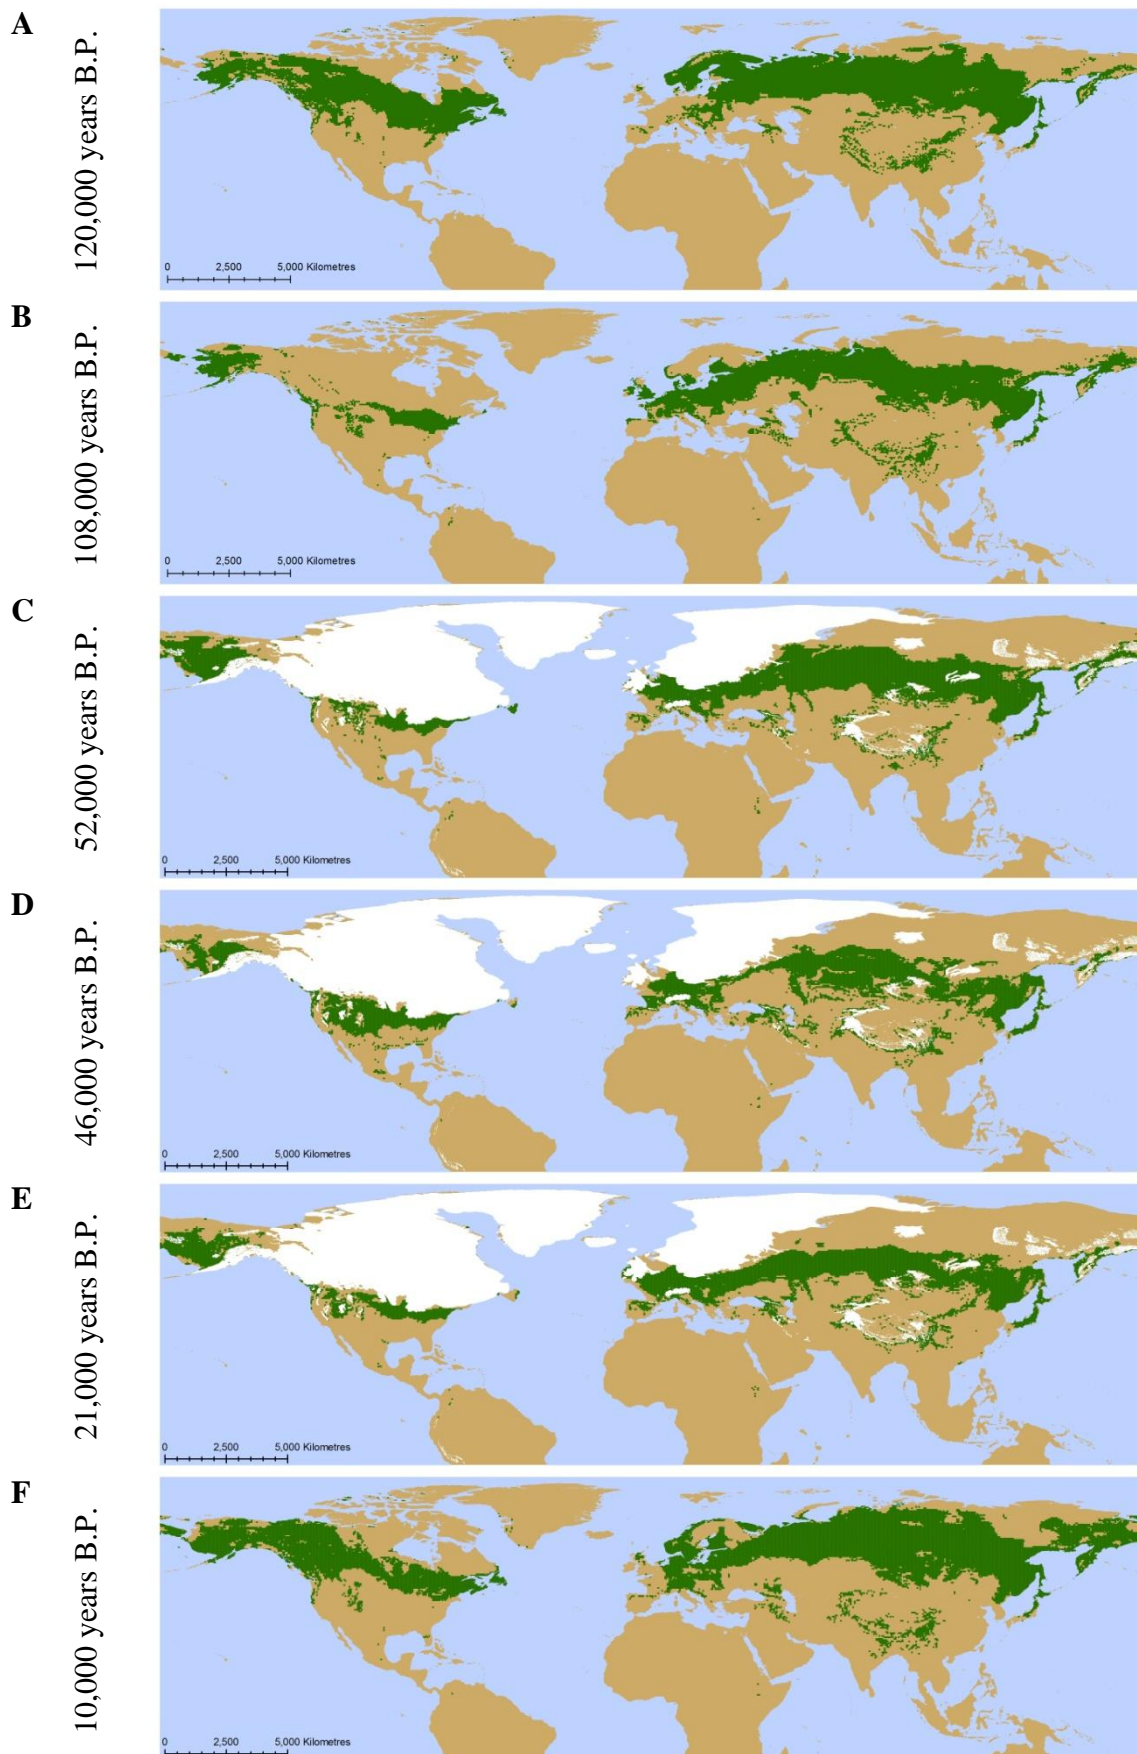 A
120,000 years B.P.
0 2,500 5,000 Kilometres
B
108,000 years B.P.
0 2,500 5,000 Kilometres
C
52,000 years B.P.
0 2,500 5,000 Kilometres
D
46,000 years B.P.
0 2,500 5,000 Kilometres
E
21,000 years B.P.
0 2,500 5,000 Kilometres
F
10,000 years B.P.
0 2,500 5,000 Kilometres